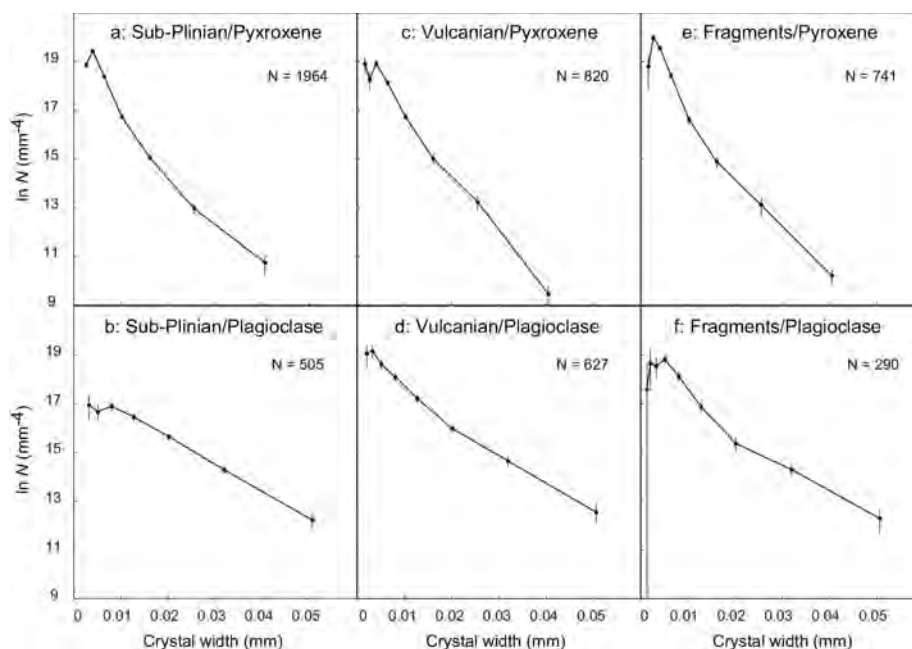 a: Sub-Plinian/Pyxroxene
c: Vulcanian/Pyroxene
e: Fragments/Pyroxene
N = 1964
N = 820
N = 741
ln N (mm-4)
19
17
15
13
11
9
b: Sub-Plinian/Plagioclase
d: Vulcanian/Plagioclase
f: Fragments/Plagioclase
N = 505
N = 627
N = 290
ln N (mm-4)
19
17
15
13
11
9
0 0.01 0.02 0.03 0.04 0.05
0 0.01 0.02 0.03 0.04 0.05
0 0.01 0.02 0.03 0.04 0.05
Crystal width (mm)
Crystal width (mm)
Crystal width (mm)